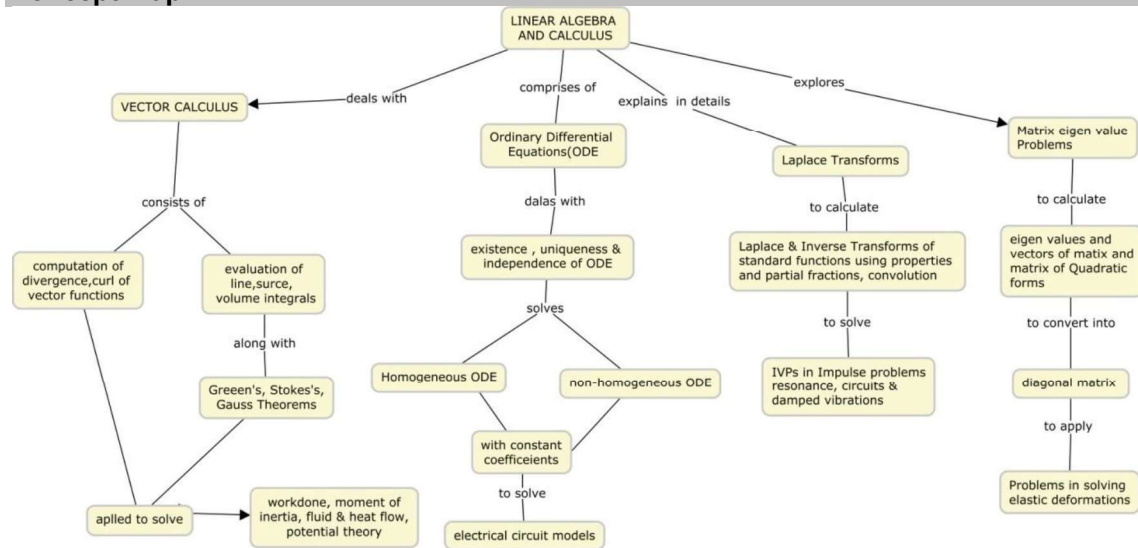 LINEAR ALGEBRA
AND CALCULUS
deals with
comprises of
explains in details
explores
VECTOR CALCULUS
Ordinary Differential
Equations(ODE
Laplace Transforms
Matrix eigen value
Problems
consists of
dalas with
to calculate
to calculate
computation of
divergence,curl of
vector functions
evaluation of
line,surce,
volume integrals
existence , uniqueness &
independence of ODE
Laplace & Inverse Transforms of
standard functions using properties
and partial fractions, convolution
eigen values and
vectors of matix and
matrix of Quadratic
forms
along with
solves
to solve
to convert into
Greeen's, Stokes's,
Gauss Theorems
Homogeneous ODE
non-homogeneous ODE
IVPs in Impulse problems
resonance, circuits &
damped vibrations
diagonal matrix
with constant
coefficeients
to apply
to solve
aplled to solve
workdone, moment of
inertia, fluid & heat flow,
potential theory
electrical circuit models
Problems in solving
elastic deformations